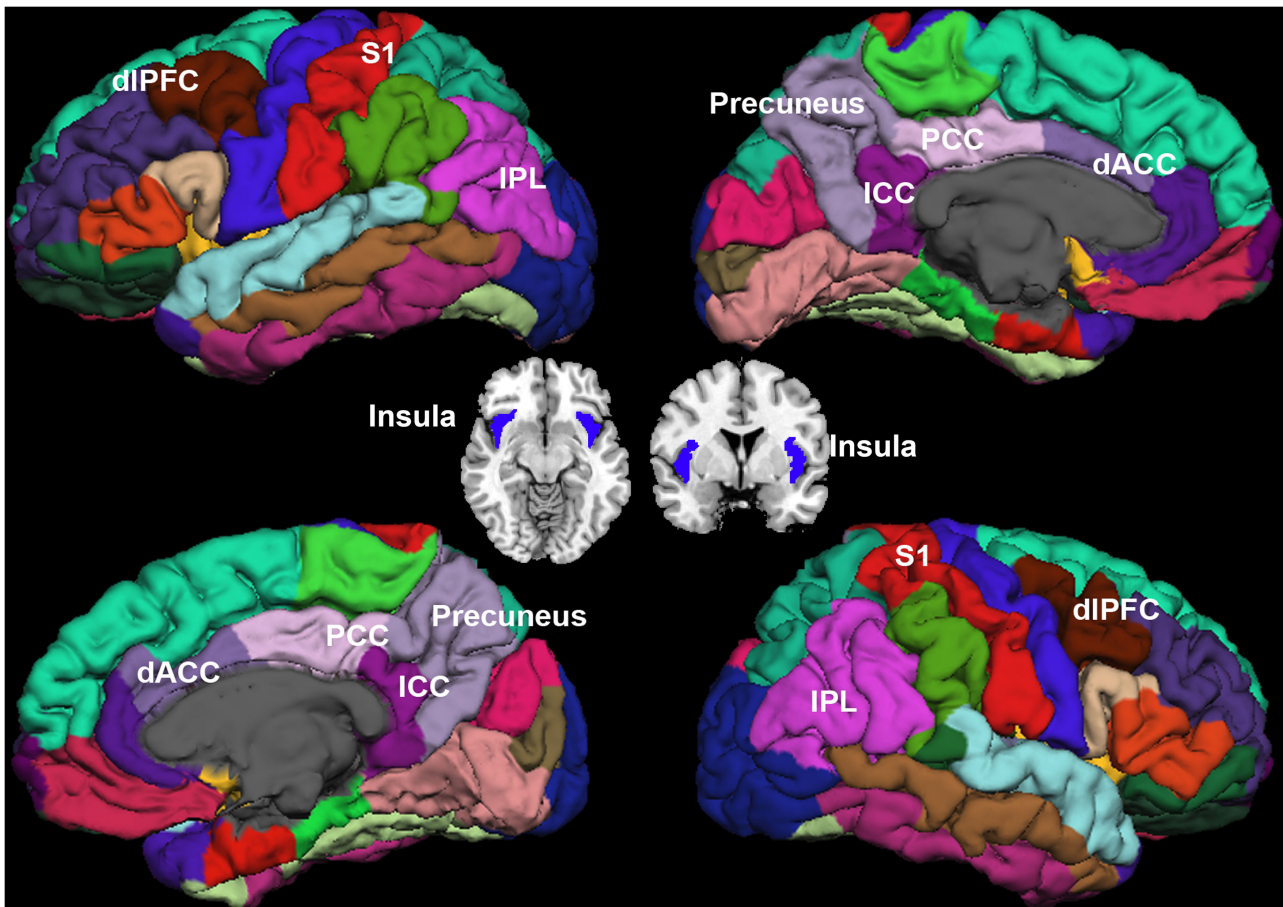 S1
dlPFC
IPL
Precuneus
PCC
dACC
ICC
Insula
Insula
Precuneus
PCC
dACC
ICC
S1
dlPFC
IPL